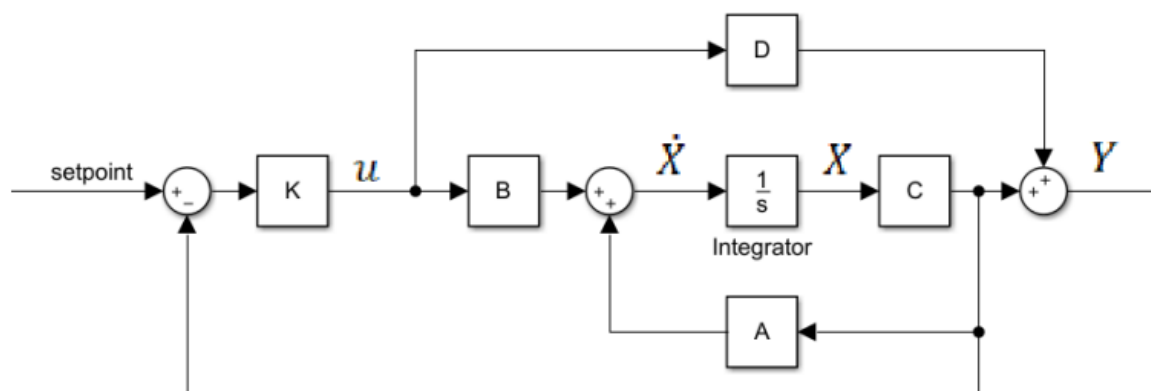 D
setpoint
+
−
K
u
B
+
+
Ẋ
1
s
X
C
+
+
Y
Integrator
A